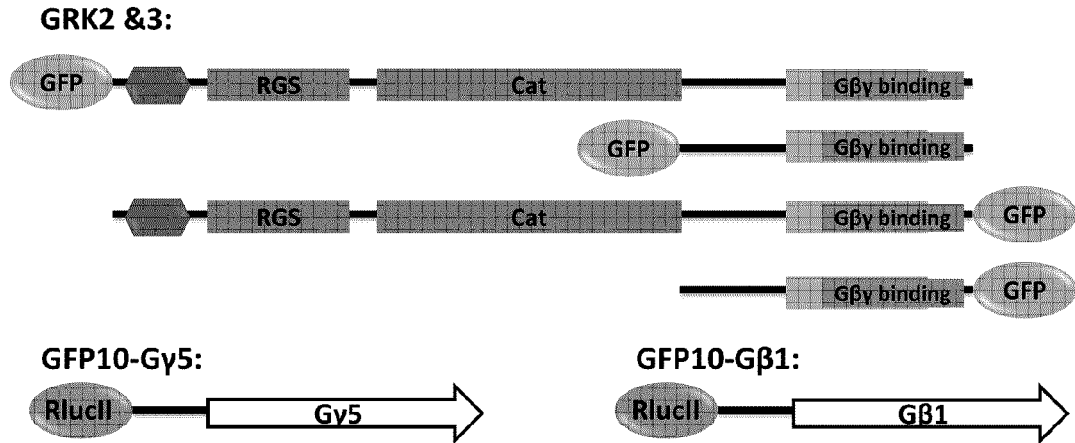 GRK2 &3:
GFP RGS Cat Gβγ binding
GFP Gβγ binding
RGS Cat Gβγ binding GFP
Gβγ binding GFP
GFP10-Gγ5: GFP10-Gβ1:
RlucII Gγ5 RlucII Gβ1